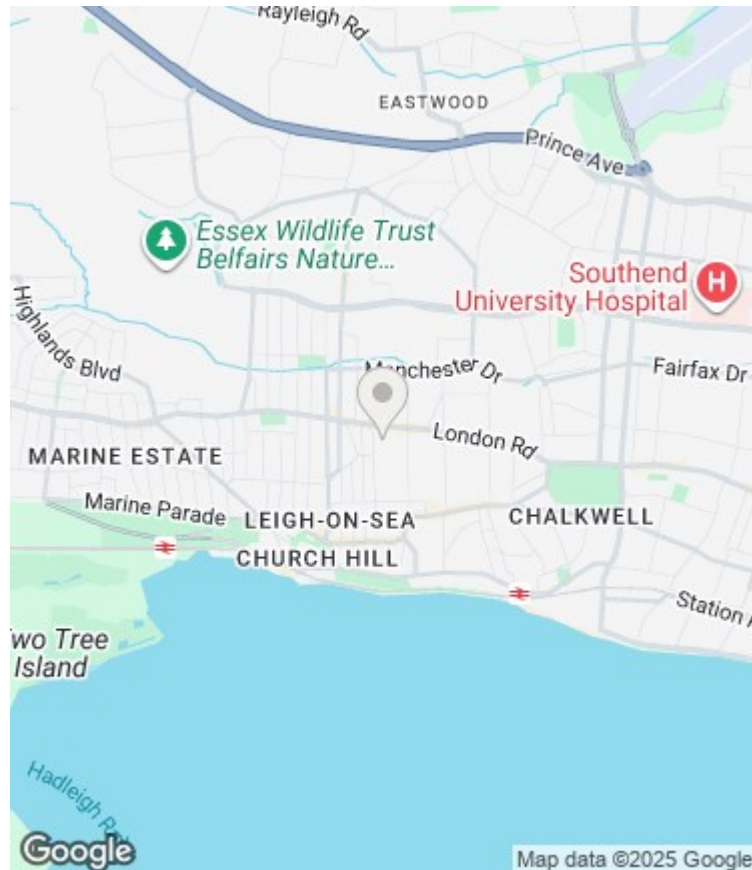 Rayleigh Rd
EASTWOOD
Prince Ave
Essex Wildlife Trust
Belfairs Nature...
Southend
University Hospital
H
Highlands Blvd
Manchester Dr
Fairfax Dr
London Rd
MARINE ESTATE
Marine Parade
LEIGH-ON-SEA
CHALKWELL
CHURCH HILL
Station
Two Tree
Island
Hadleigh
Google
Map data ©2025 Google